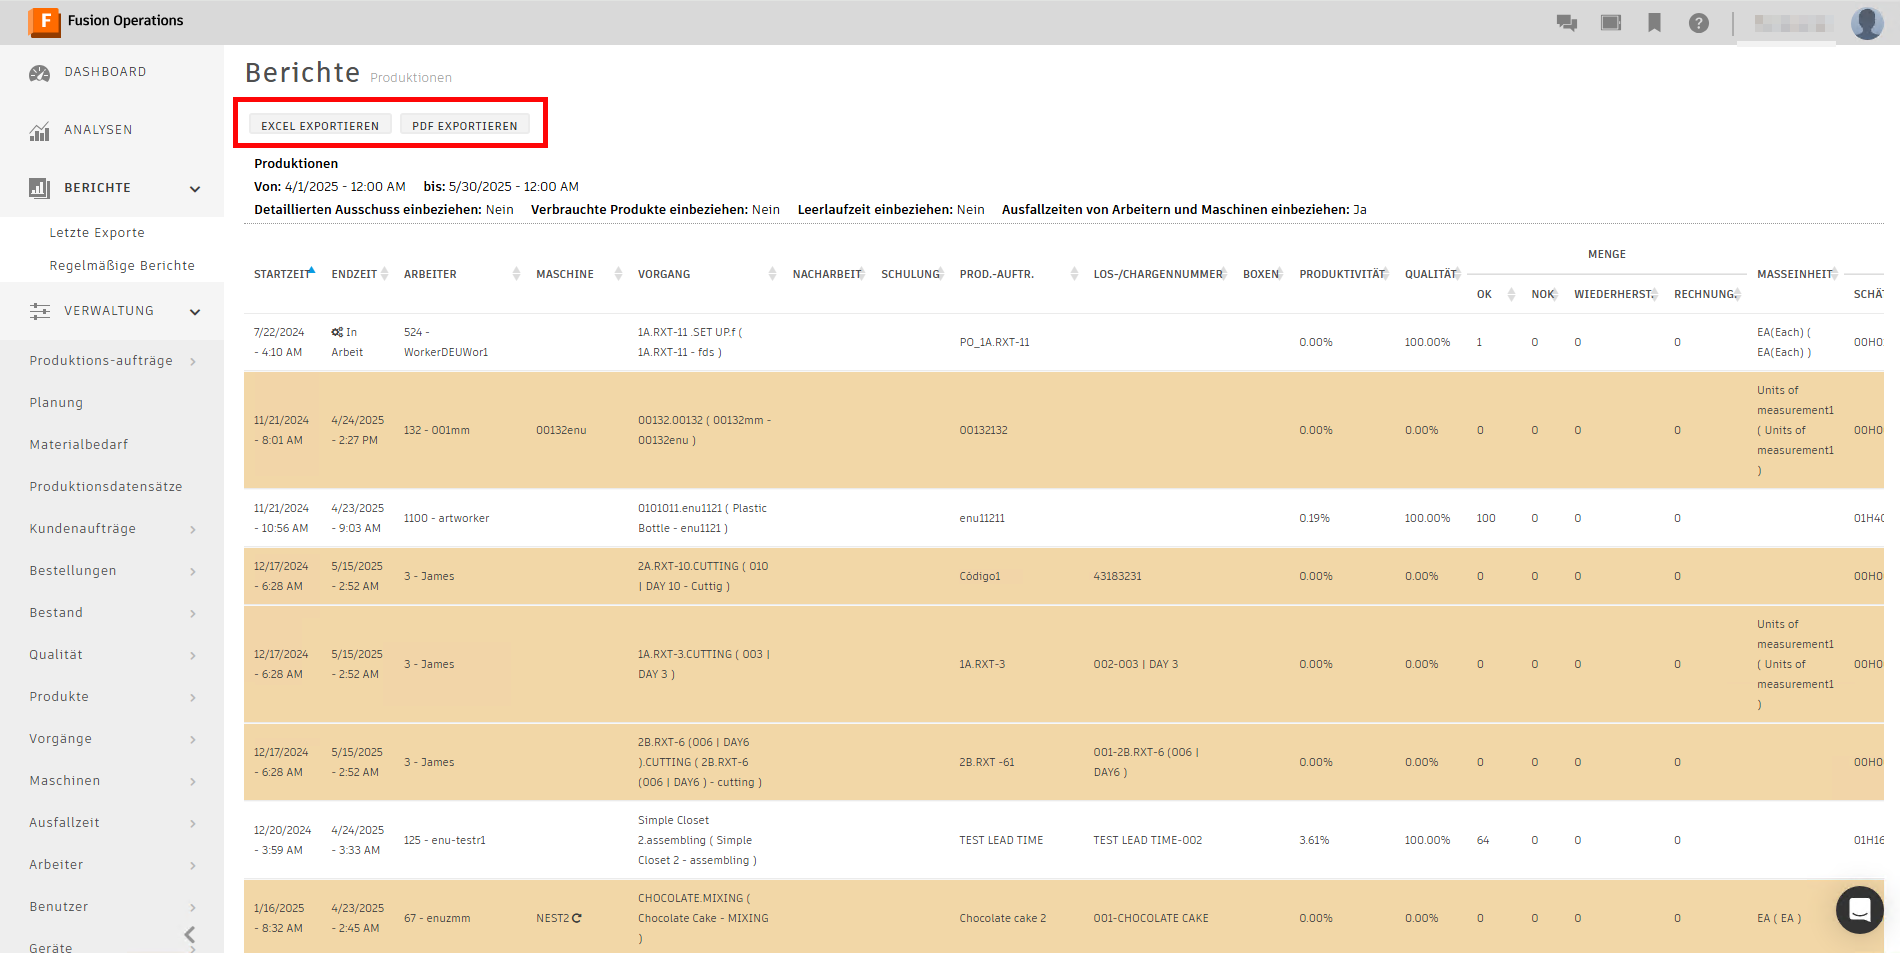 F Fusion Operations
?
DASHBOARD
ANALYSEN
BERICHTE
Letzte Exporte
Regelmäßige Berichte
VERWALTUNG
Produktions-aufträge
Planung
Materialbedarf
Produktionsdatensätze
Kundenaufträge
Bestellungen
Bestand
Qualität
Produkte
Vorgänge
Maschinen
Ausfallzeit
Arbeiter
Benutzer
Geräte
Berichte Produktionen
EXCEL EXPORTIEREN PDF EXPORTIEREN
Produktionen
Von: 4/1/2025 - 12:00 AM bis: 5/30/2025 - 12:00 AM
Detaillierten Ausschuss einbeziehen: Nein Verbrauchte Produkte einbeziehen: Nein Leerlaufzeit einbeziehen: Nein Ausfallzeiten von Arbeitern und Maschinen einbeziehen: Ja
MENGE
STARTZEIT ENDZEIT ARBEITER MASCHINE VORGANG NACHARBEIT SCHULUNG PROD.-AUFTR. LOS-/CHARGENNUMMER BOXEN PRODUKTIVITÄT QUALITÄT MASSEINHEIT
OK NOK WIEDERHERST. RECHNUNG. SCHÄT
7/22/2024 In 524 - 1A.RXT-11 .SET UP.f ( EA(Each) (
PO_1A.RXT-11 0.00% 100.00% 1 0 0 0 00H0
- 4:10 AM Arbeit WorkerDEUWor1 1A.RXT-11 - fds ) EA(Each) )
Units of
11/21/2024 4/24/2025 00132.00132 ( 00132mm - measurement1
132 - 001mm 00132enu 00132132 0.00% 0.00% 0 0 0 0 ( Units of 00H0
- 8:01 AM - 2:27 PM 00132enu ) measurement1
)
11/21/2024 4/23/2025 0101011.enu1121 ( Plastic
1100 - artworker enu11211 0.19% 100.00% 100 0 0 0 01H40
- 10:56 AM - 9:03 AM Bottle - enu1121 )
12/17/2024 5/15/2025 2A.RXT-10.CUTTING ( 010
3 - James Código1 43183231 0.00% 0.00% 0 0 0 0 00H0
- 6:28 AM - 2:52 AM | DAY 10 - Cuttig )
Units of
12/17/2024 5/15/2025 1A.RXT-3.CUTTING ( 003 | measurement1
3 - James 1A.RXT-3 002-003 | DAY 3 0.00% 0.00% 0 0 0 0 ( Units of 00H0
- 6:28 AM - 2:52 AM DAY 3 ) measurement1
)
2B.RXT-6 (006 | DAY6
12/17/2024 5/15/2025 ).CUTTING ( 2B.RXT-6 001-2B.RXT-6 (006 |
3 - James 2B.RXT -61 0.00% 0.00% 0 0 0 0 00H0
- 6:28 AM - 2:52 AM (006 | DAY6 ) - cutting ) DAY6 )
Simple Closet
12/20/2024 4/24/2025 2.assembling ( Simple
125 - enu-testr1 TEST LEAD TIME TEST LEAD TIME-002 3.61% 100.00% 64 0 0 0 01H16
- 3:59 AM - 3:33 AM Closet 2 - assembling )
CHOCOLATE.MIXING (
1/16/2025 4/23/2025 Chocolate Cake - MIXING
67 - enuzmm NEST2 Chocolate cake 2 001-CHOCOLATE CAKE 0.00% 0.00% 0 0 0 0 EA ( EA )
- 8:32 AM - 2:45 AM )